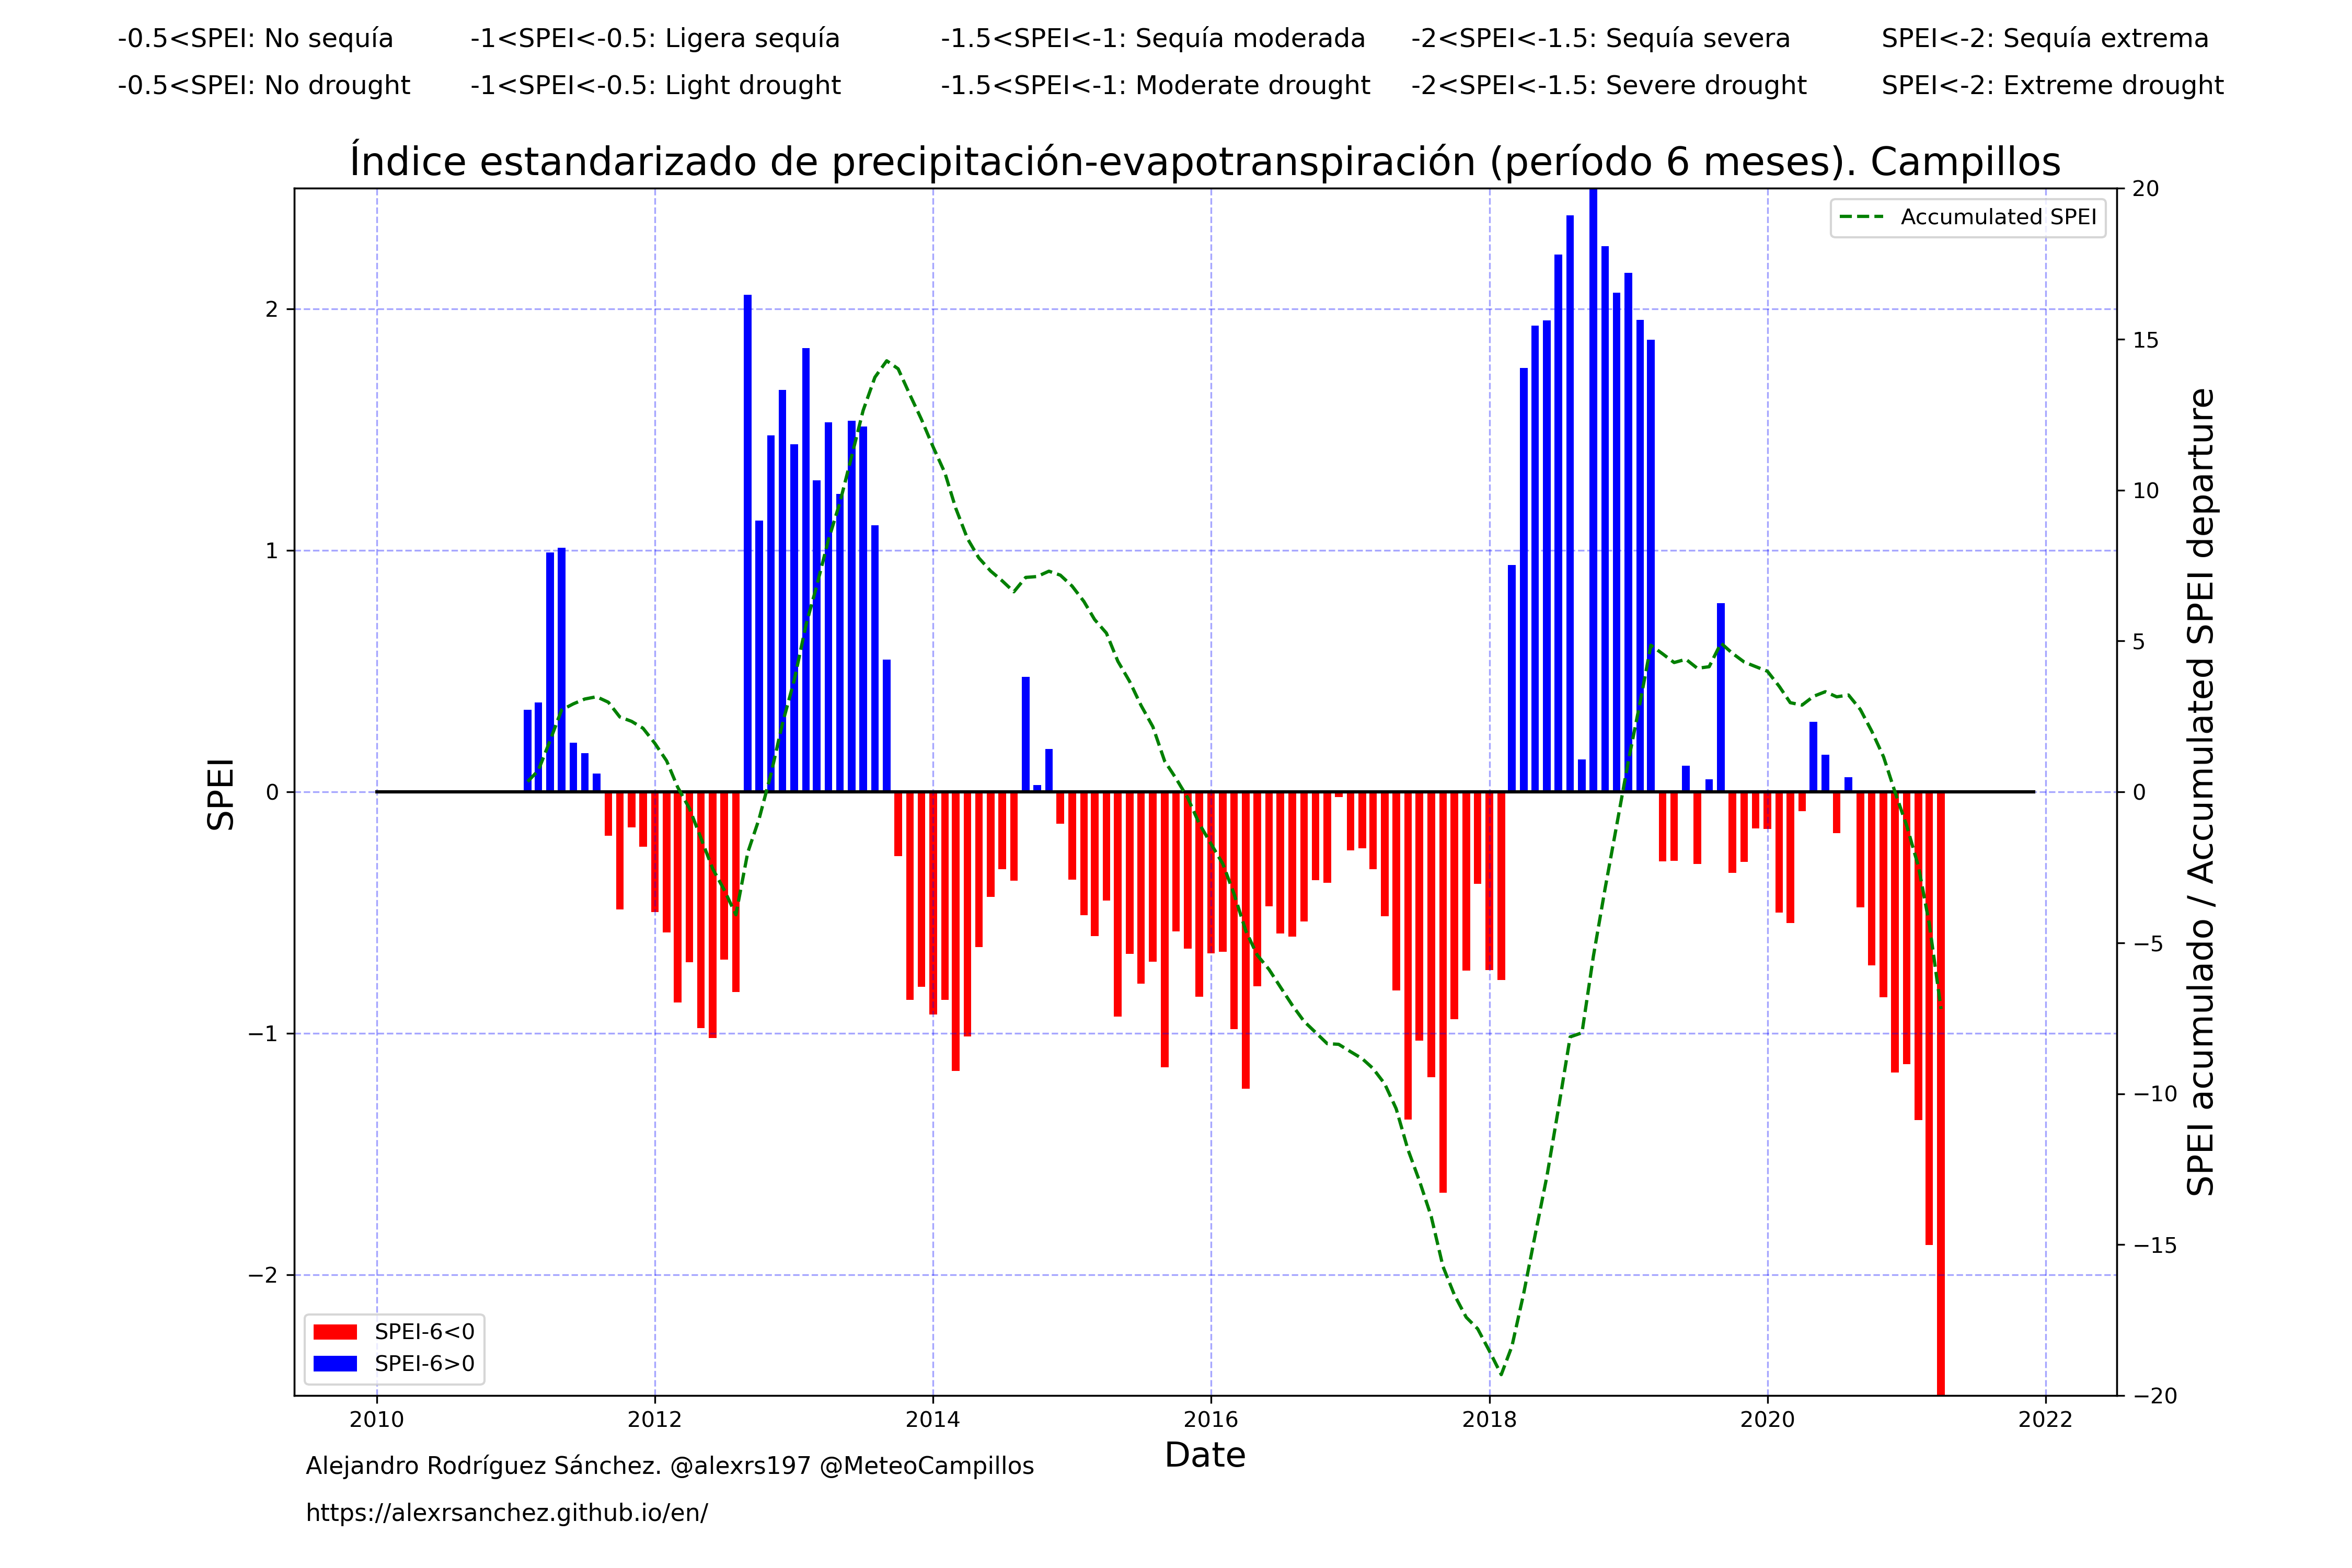 -0.5<SPEI: No sequía -1<SPEI<-0.5: Ligera sequía -1.5<SPEI<-1: Sequía moderada -2<SPEI<-1.5: Sequía severa SPEI<-2: Sequía extrema
-0.5<SPEI: No drought -1<SPEI<-0.5: Light drought -1.5<SPEI<-1: Moderate drought -2<SPEI<-1.5: Severe drought SPEI<-2: Extreme drought
Índice estandarizado de precipitación-evapotranspiración (período 6 meses). Campillos
Accumulated SPEI
SPEI
2
1
0
−1
−2
20
15
10
5
0
−5
−10
−15
−20
SPEI acumulado / Accumulated SPEI departure
SPEI-6<0
SPEI-6>0
2010 2012 2014 2016 2018 2020 2022
Date
Alejandro Rodríguez Sánchez. @alexrs197 @MeteoCampillos
https://alexrsanchez.github.io/en/